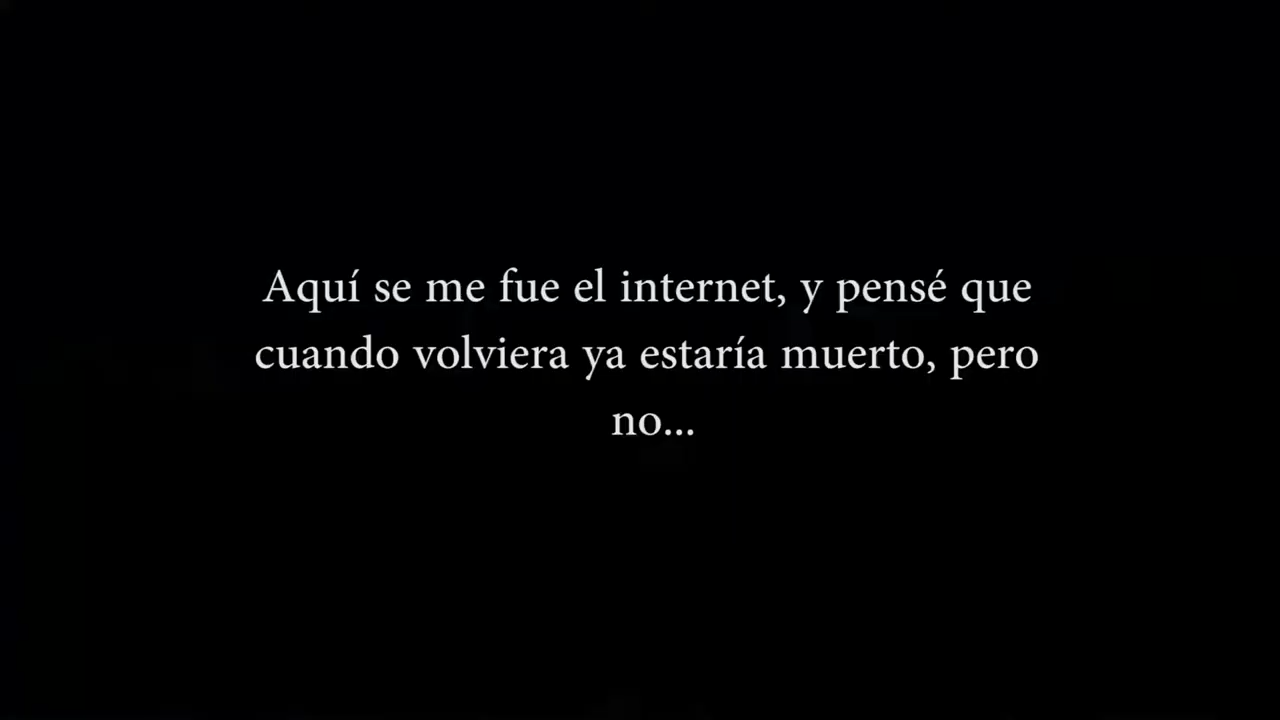 Aquí se me fue el internet, y pensé que
cuando volviera ya estaría muerto, pero
no...